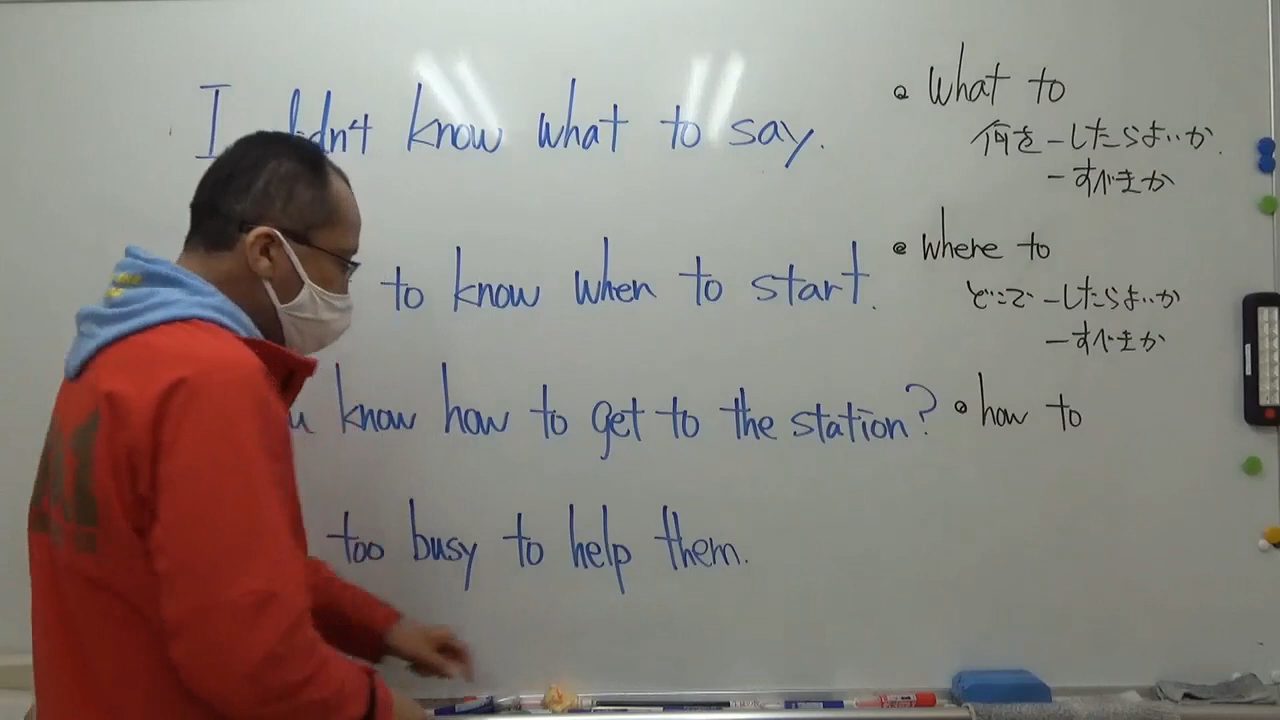 I didn't know what to say.
to know when to start.
know how to get to the station?
too busy to help them.
what to
何を-したらよいか.
-すべきか
where to
どこで-したらよいか
-すべきか
how to